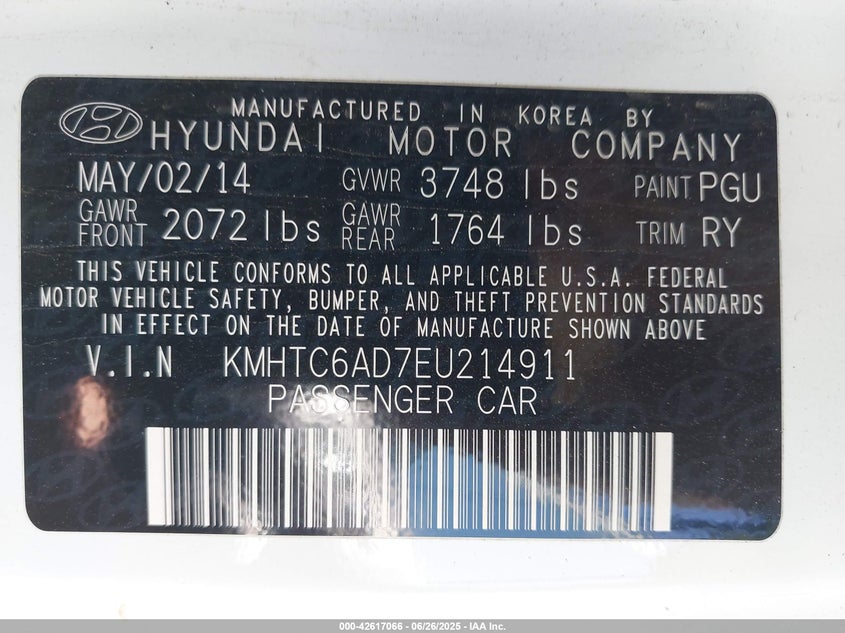 MANUFACTURED IN KOREA BY
HYUNDAI MOTOR COMPANY
MAY/02/14 GVWR 3748 lbs PAINT PGU
GAWR FRONT 2072 lbs GAWR REAR 1764 lbs TRIM RY
THIS VEHICLE CONFORMS TO ALL APPLICABLE U.S.A. FEDERAL
MOTOR VEHICLE SAFETY, BUMPER, AND THEFT PREVENTION STANDARDS
IN EFFECT ON THE DATE OF MANUFACTURE SHOWN ABOVE
V.I.N KMHTC6AD7EU214911
PASSENGER CAR
000-42617066 - 06/26/2025 - IAA Inc.